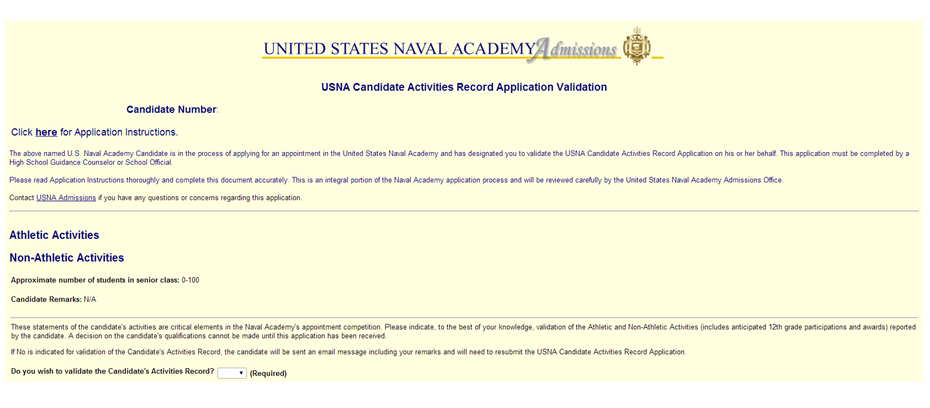 UNITED STATES NAVAL ACADEMY Admissions
USNA Candidate Activities Record Application Validation
Candidate Number:
Click here for Application Instructions.
The above named U.S. Naval Academy Candidate is in the process of applying for an appointment in the United States Naval Academy and has designated you to validate the USNA Candidate Activities Record Application on his or her behalf. This application must be completed by a
High School Guidance Counselor or School Official.
Please read Application Instructions thoroughly and complete this document accurately. This is an integral portion of the Naval Academy application process and will be reviewed carefully by the United States Naval Academy Admissions Office.
Contact USNA Admissions if you have any questions or concerns regarding this application.
Athletic Activities
Non-Athletic Activities
Approximate number of students in senior class: 0-100
Candidate Remarks: N/A
These statements of the candidate's activities are critical elements in the Naval Academy's appointment competition. Please indicate, to the best of your knowledge, validation of the Athletic and Non-Athletic Activities (includes anticipated 12th grade participations and awards) reported
by the candidate. A decision on the candidate's qualifications cannot be made until this application has been received.
If No is indicated for validation of the Candidate's Activities Record, the candidate will be sent an email message including your remarks and will need to resubmit the USNA Candidate Activities Record Application.
Do you wish to validate the Candidate's Activities Record? (Required)